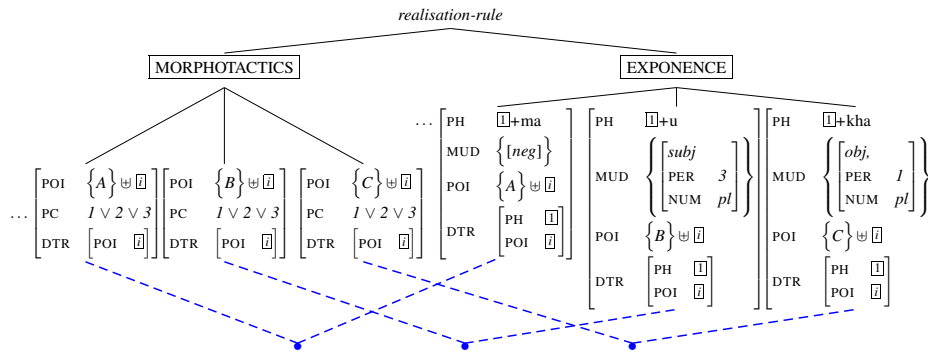 realisation-rule
MORPHOTACTICS
EXPONENCE
… [POI {A} ⊎ i
PC 1 ∨ 2 ∨ 3
DTR [POI i]]
[POI {B} ⊎ i
PC 1 ∨ 2 ∨ 3
DTR [POI i]]
[POI {C} ⊎ i
PC 1 ∨ 2 ∨ 3
DTR [POI i]]
… [PH 1+ma
MUD {[neg]}
POI {A} ⊎ i
DTR [PH 1
POI i]]
[PH 1+u
MUD {[subj
PER 3
NUM pl]}
POI {B} ⊎ i
DTR [PH 1
POI i]]
[PH 1+kha
MUD {[obj,
PER 1
NUM pl]}
POI {C} ⊎ i
DTR [PH 1
POI i]]